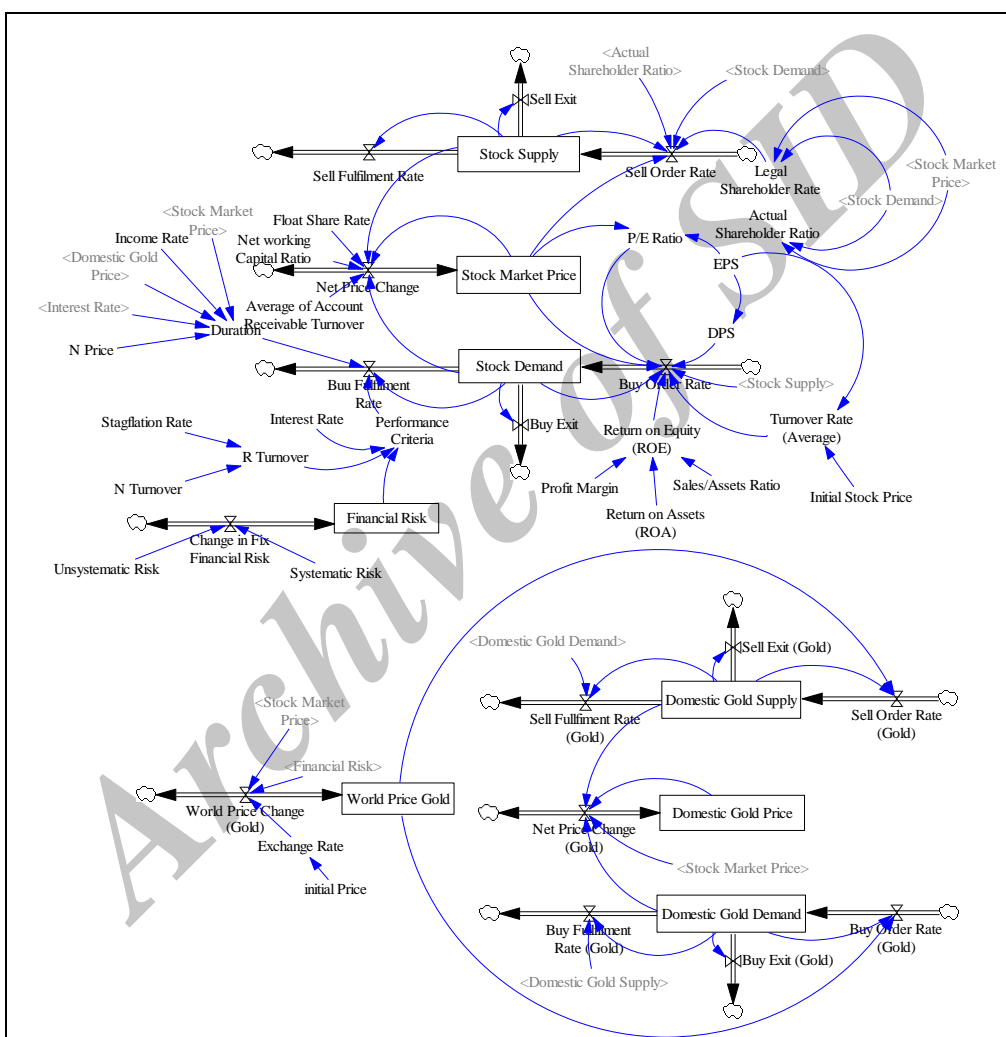 <Actual
Shareholder Ratio>
<Stock Demand>
Sell Exit
Stock Supply
Sell Fulfilment Rate
Sell Order Rate
Legal
Shareholder Rate
<Stock Market
Price>
<Stock Demand>
Actual
Shareholder Ratio
<Stock Market
Price>
Income Rate
<Domestic Gold
Price>
<Interest Rate>
N Price
Duration
Float Share Rate
Net working
Capital Ratio
Net Price Change
Average of Account
Receivable Turnover
Stock Market Price
P/E Ratio
EPS
DPS
Stock Demand
Buu Fulfilment
Rate
Buy Order Rate
<Stock Supply>
Buy Exit
Stagflation Rate
Interest Rate
Performance
Criteria
R Turnover
N Turnover
Return on Equity
(ROE)
Turnover Rate
(Average)
Profit Margin
Sales/Assets Ratio
Initial Stock Price
Return on Assets
(ROA)
Financial Risk
Change in Fix
Financial Risk
Unsystematic Risk
Systematic Risk
<Domestic Gold Demand>
Sell Exit (Gold)
Domestic Gold Supply
Sell Fullfiment Rate
(Gold)
Sell Order Rate
(Gold)
<Stock Market
Price>
<Financial Risk>
World Price Gold
World Price Change
(Gold)
Exchange Rate
initial Price
Domestic Gold Price
Net Price Change
(Gold)
<Stock Market Price>
Domestic Gold Demand
Buy Fulfilment
Rate (Gold)
Buy Order Rate
(Gold)
Buy Exit (Gold)
<Domestic Gold Supply>
Archive of SID